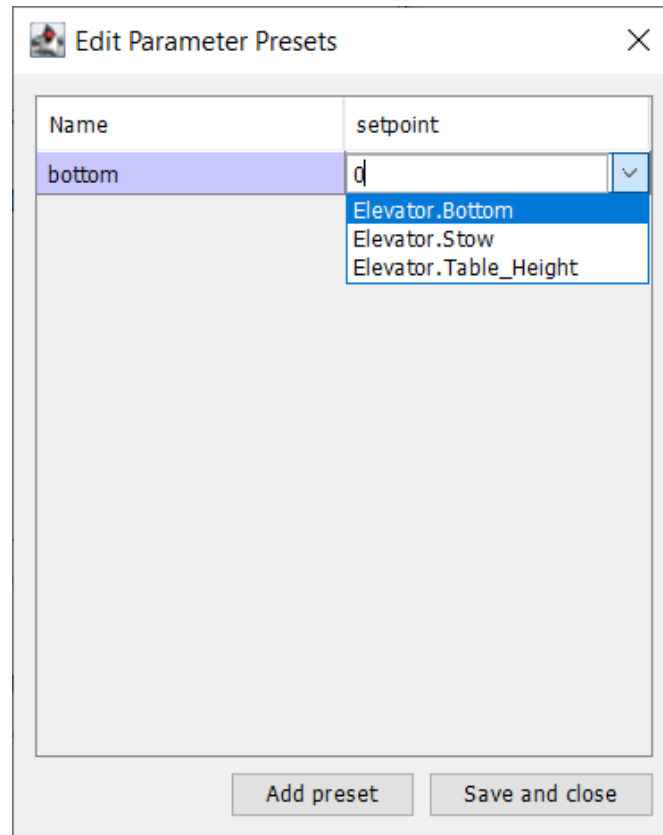 Edit Parameter Presets
Name setpoint
bottom 0
Elevator.Bottom
Elevator.Stow
Elevator.Table_Height
Add preset Save and close